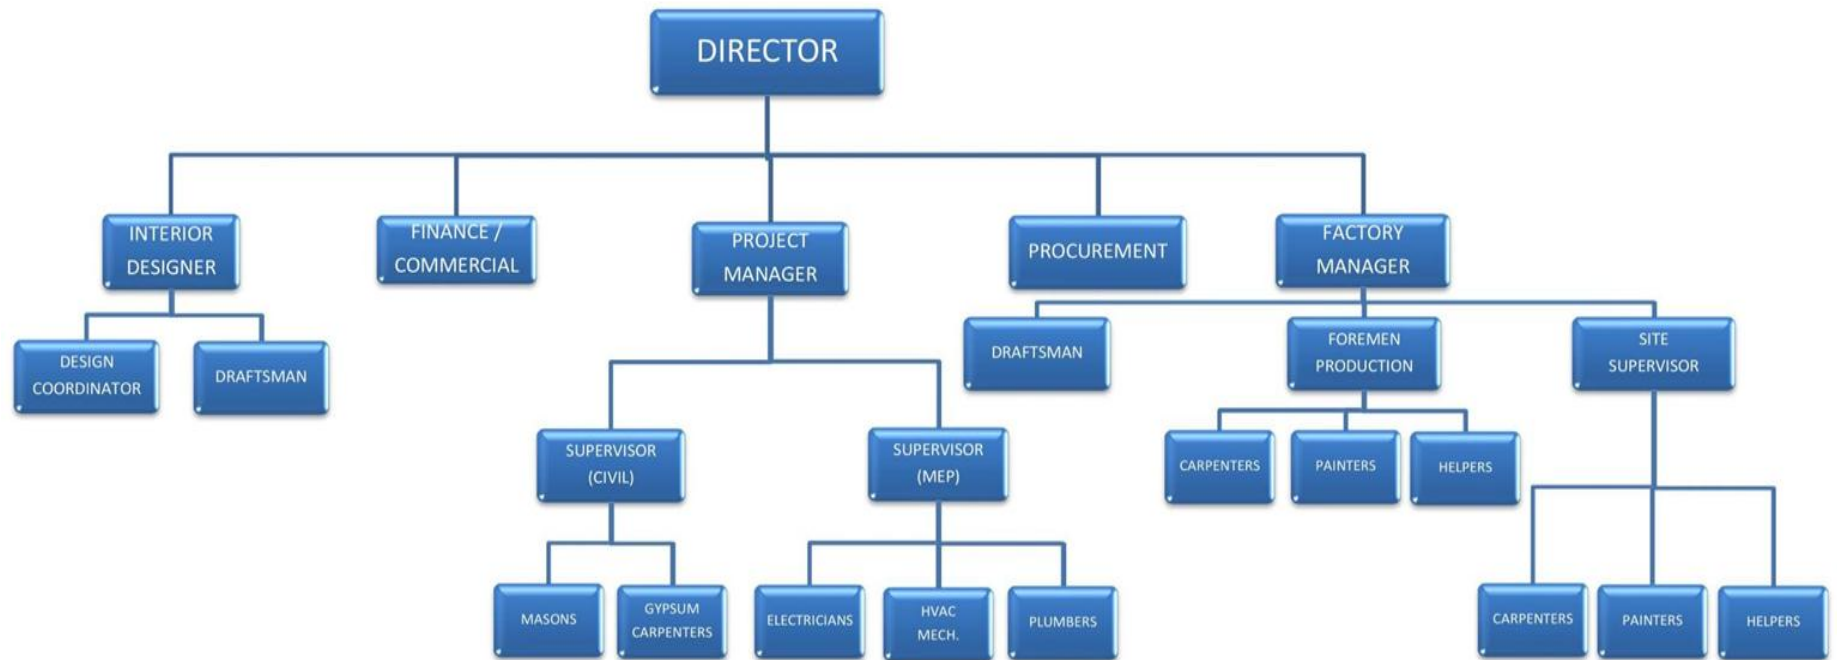 DIRECTOR
INTERIOR
DESIGNER
FINANCE /
COMMERCIAL
PROJECT
MANAGER
PROCUREMENT
FACTORY
MANAGER
DESIGN
COORDINATOR
DRAFTSMAN
DRAFTSMAN
FOREMEN
PRODUCTION
SITE
SUPERVISOR
SUPERVISOR
(CIVIL)
SUPERVISOR
(MEP)
CARPENTERS
PAINTERS
HELPERS
MASONS
GYPSUM
CARPENTERS
ELECTRICIANS
HVAC
MECH.
PLUMBERS
CARPENTERS
PAINTERS
HELPERS